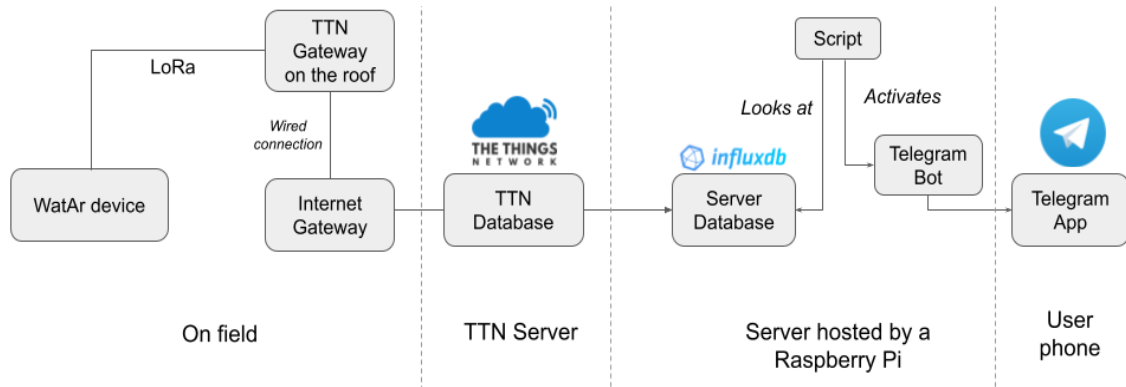 TTN
Gateway
on the roof
LoRa
Wired
connection
WatAr device
Internet
Gateway
On field
THE THINGS
NETWORK
TTN
Database
TTN Server
Script
Looks at
Activates
influxdb
Server
Database
Telegram
Bot
Server hosted by a
Raspberry Pi
Telegram
App
User
phone